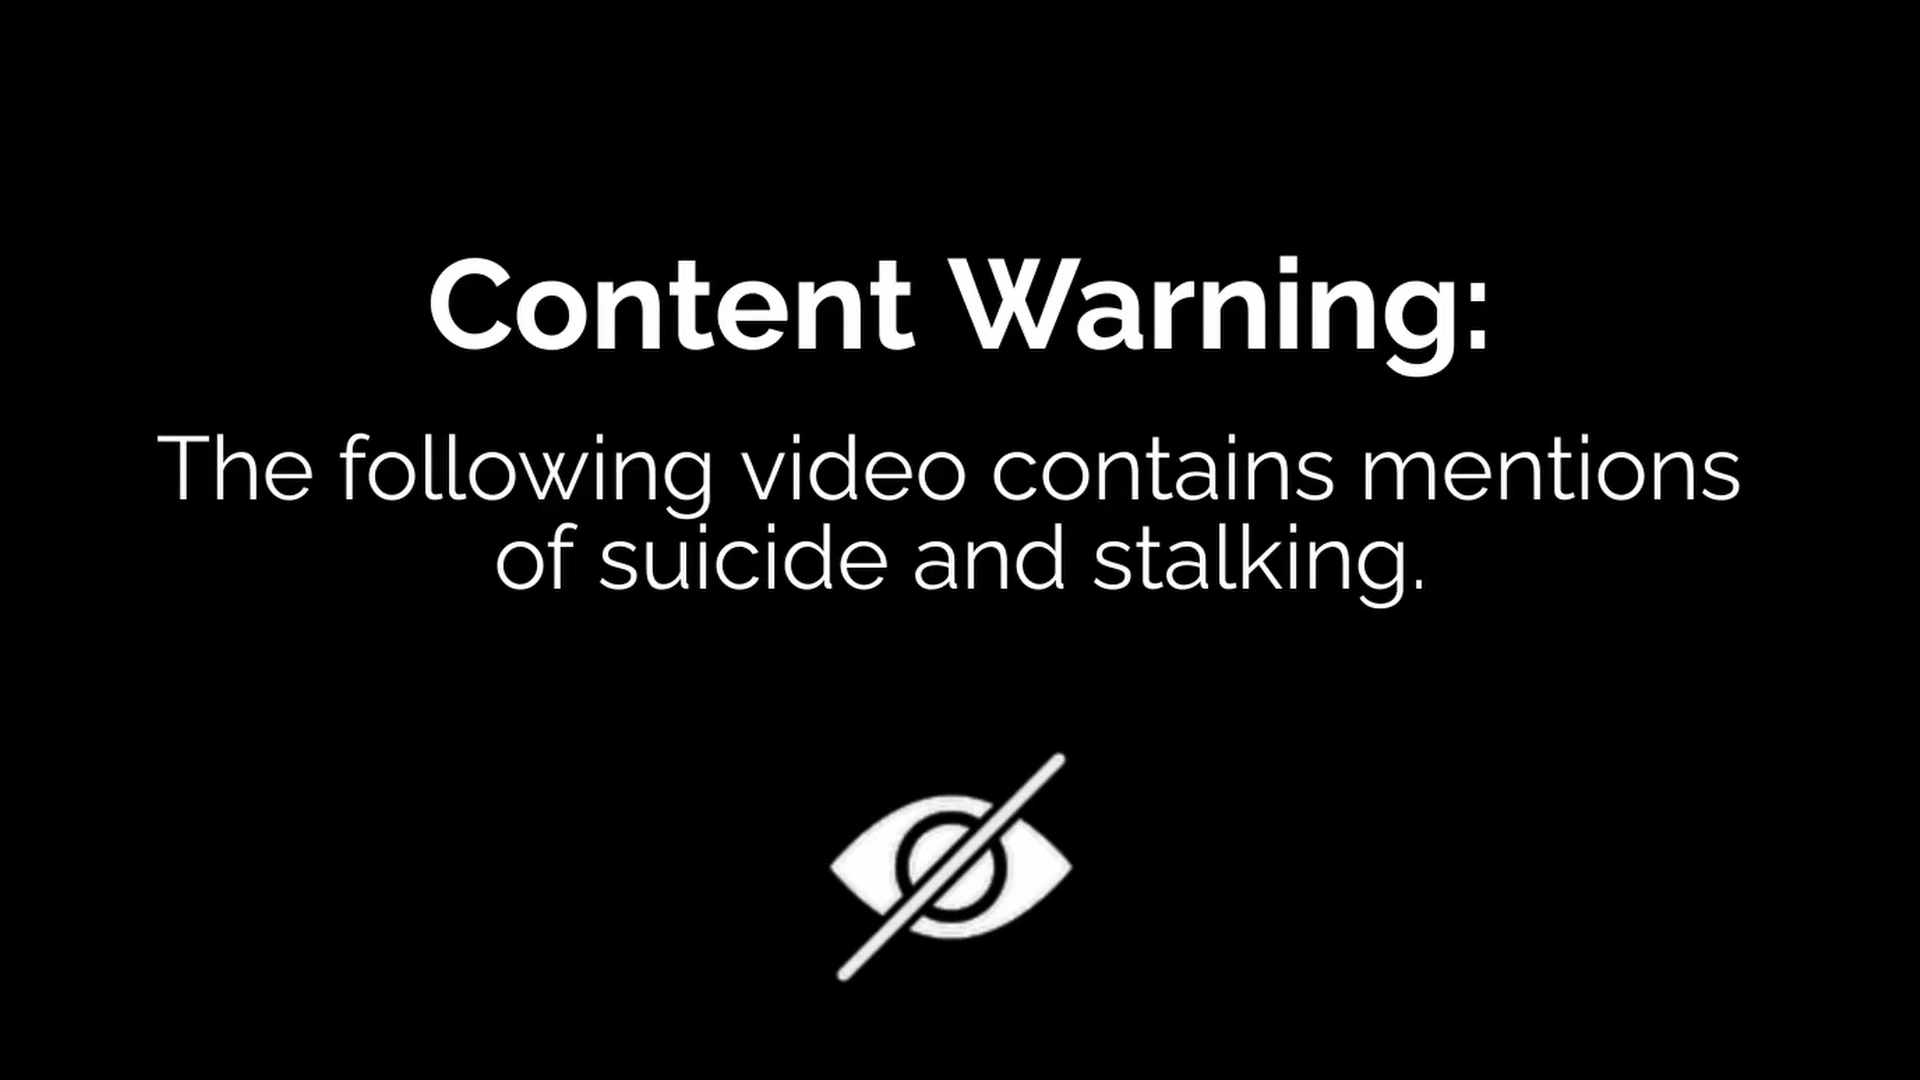 Content Warning:
The following video contains mentions
of suicide and stalking.